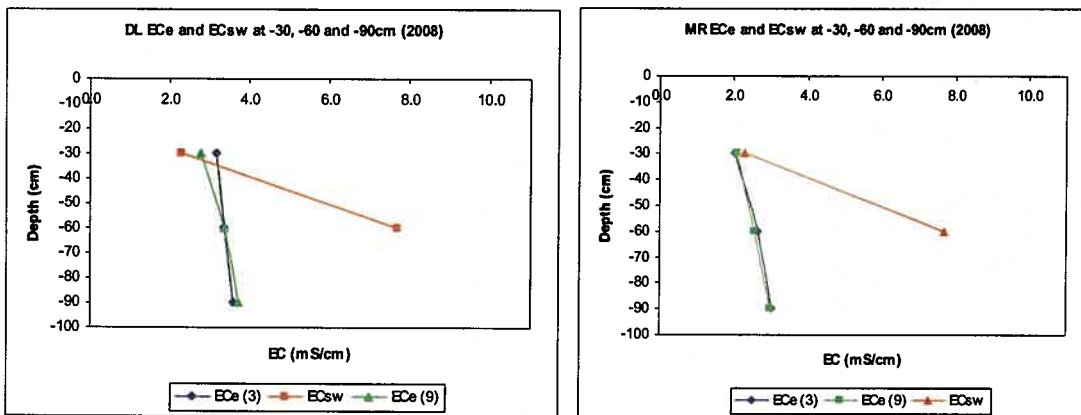 DL ECe and ECsw at -30, -60 and -90cm (2008)
0
-10
0.0 2.0 4.0 6.0 8.0 10.0
-20
-30
-40
-50
-60
-70
-80
-90
-100
Depth (cm)
EC (mS/cm)
ECe (3) ECsw ECe (9)
MR ECe and ECsw at -30, -60 and -90cm (2008)
0
-10
0.0 2.0 4.0 6.0 8.0 10.0
-20
-30
-40
-50
-60
-70
-80
-90
-100
Depth (cm)
EC (mS/cm)
ECe (3) ECe (9) ECsw